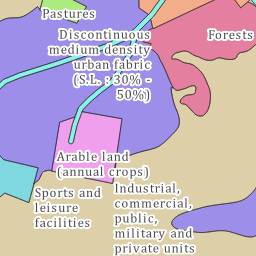 Pastures
Discontinuous
medium density
urban fabric
(S.L. : 30% -
50%)
Forests
Arable land
(annual crops)
Sports and
leisure
facilities
Industrial,
commercial,
public,
military and
private units